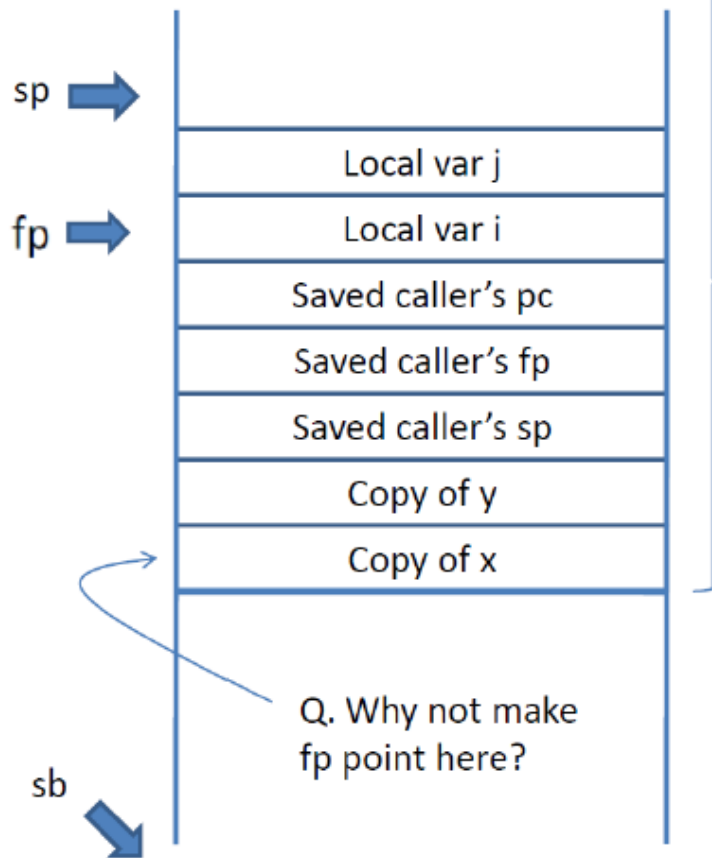 sp
Local var j
fp
Local var i
Saved caller’s pc
Saved caller’s fp
Saved caller’s sp
Copy of y
Copy of x
Q. Why not make
fp point here?
sb